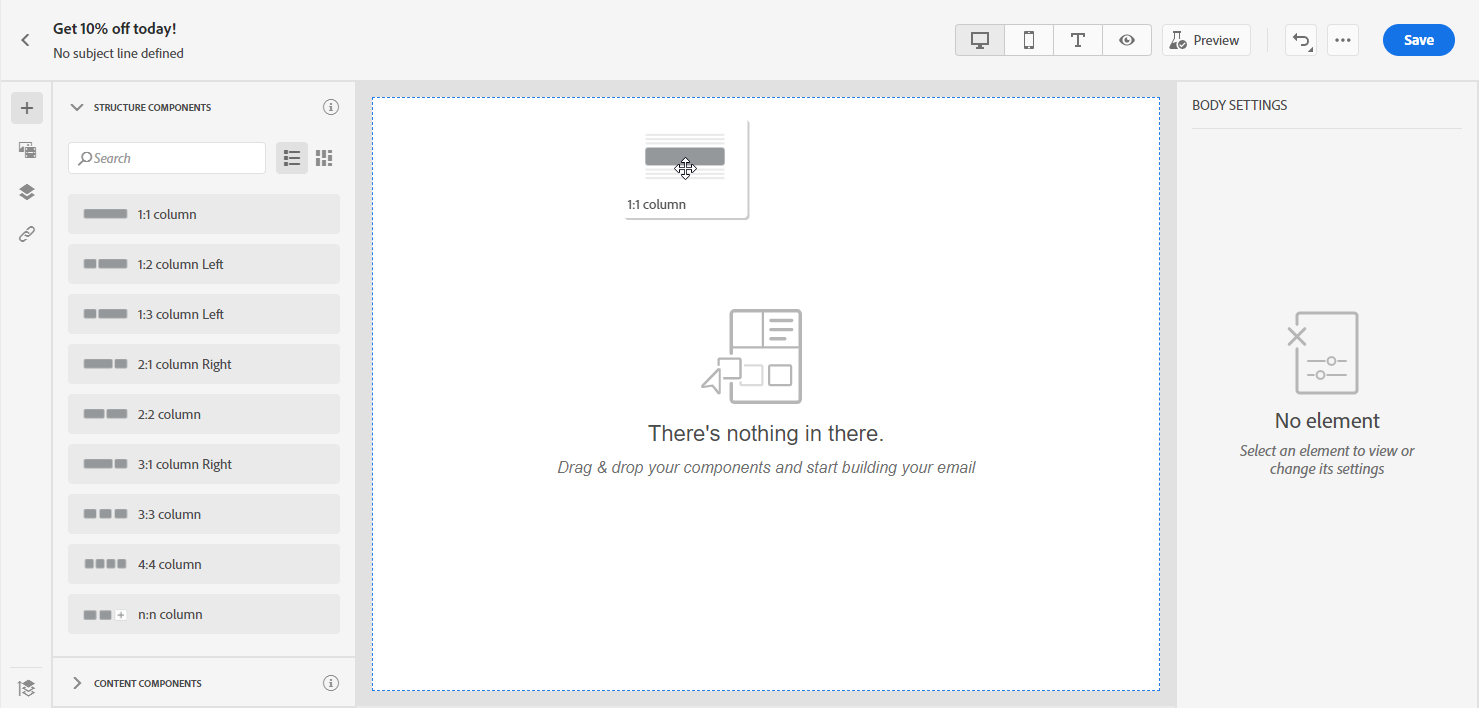 Get 10% off today!
No subject line defined
Preview
Save
STRUCTURE COMPONENTS
Search
1:1 column
1:2 column Left
1:3 column Left
2:1 column Right
2:2 column
3:1 column Right
3:3 column
4:4 column
n:n column
CONTENT COMPONENTS
1:1 column
There's nothing in there.
Drag & drop your components and start building your email
BODY SETTINGS
No element
Select an element to view or
change its settings